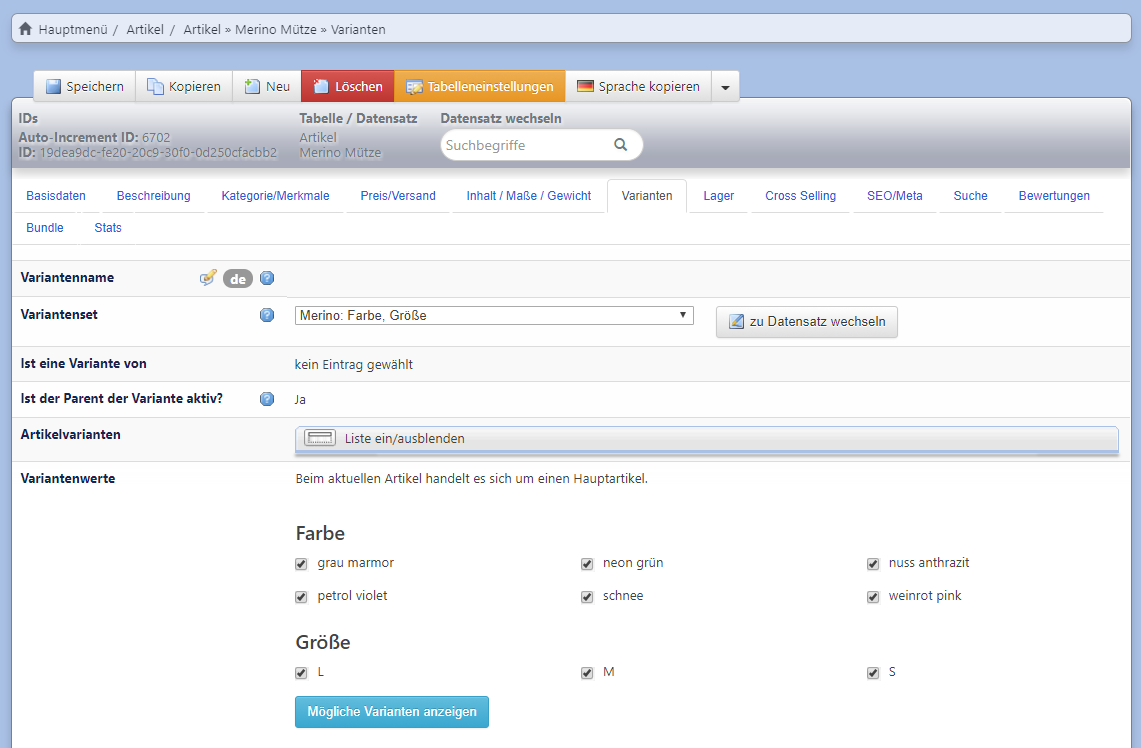 Hauptmenü / Artikel / Artikel » Merino Mütze » Varianten
Speichern Kopieren Neu Löschen Tabelleneinstellungen Sprache kopieren
IDs Tabelle / Datensatz Datensatz wechseln
Auto-Increment ID: 6702 Artikel
ID: 19dea9dc-fe20-20c9-30f0-0d250cfacbb2 Merino Mütze
Suchbegriffe
Basisdaten Beschreibung Kategorie/Merkmale Preis/Versand Inhalt / Maße / Gewicht Varianten Lager Cross Selling SEO/Meta Suche Bewertungen
Bundle Stats
Variantenname de ?
Variantenset ? Merino: Farbe, Größe zu Datensatz wechseln
Ist eine Variante von kein Eintrag gewählt
Ist der Parent der Variante aktiv? ? Ja
Artikelvarianten Liste ein/ausblenden
Variantenwerte Beim aktuellen Artikel handelt es sich um einen Hauptartikel.
Farbe
grau marmor neon grün nuss anthrazit
petrol violet schnee weinrot pink
Größe
L M S
Mögliche Varianten anzeigen